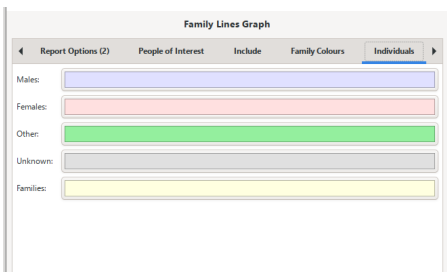 Family Lines Graph
Report Options (2) People of Interest Include Family Colours Individuals
Males:
Females:
Other:
Unknown:
Families: